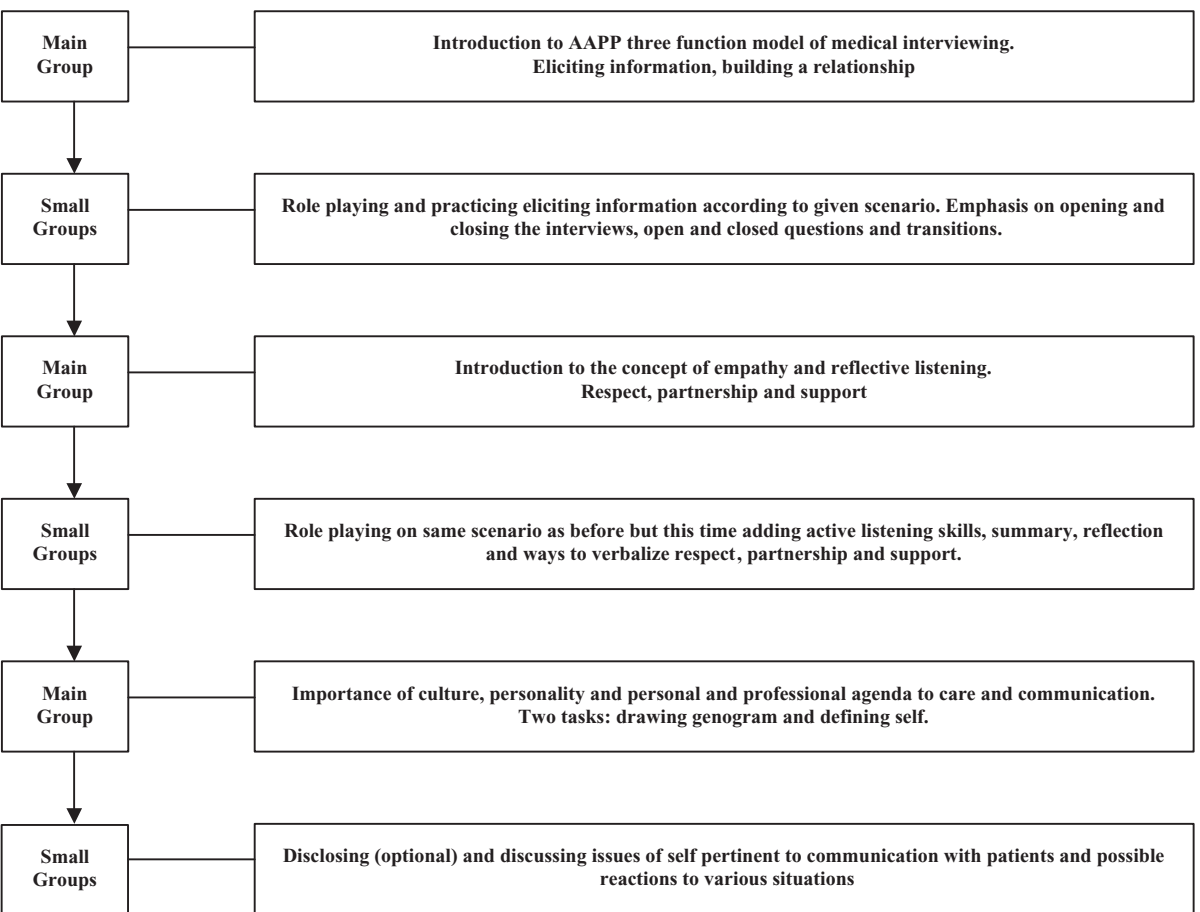 Main
Group
Introduction to AAPP three function model of medical interviewing.
Eliciting information, building a relationship
Small
Groups
Role playing and practicing eliciting information according to given scenario. Emphasis on opening and
closing the interviews, open and closed questions and transitions.
Main
Group
Introduction to the concept of empathy and reflective listening.
Respect, partnership and support
Small
Groups
Role playing on same scenario as before but this time adding active listening skills, summary, reflection
and ways to verbalize respect, partnership and support.
Main
Group
Importance of culture, personality and personal and professional agenda to care and communication.
Two tasks: drawing genogram and defining self.
Small
Groups
Disclosing (optional) and discussing issues of self pertinent to communication with patients and possible
reactions to various situations